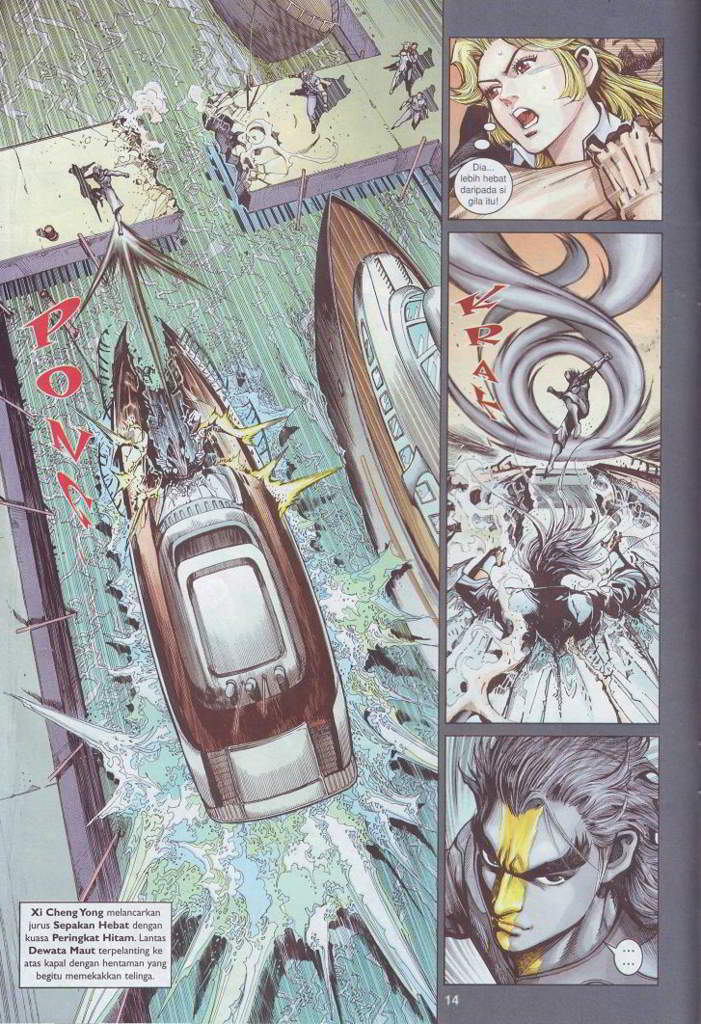 PONG
Dia...
lebih hebat
daripada si
gila itu!
KRAK
...
...
Xi Cheng Yong melancarkan
jurus Sepakan Hebat dengan
kuasa Peringkat Hitam. Lantas
Dewata Maut terpelanting ke
atas kapal dengan hentaman yang
begitu memekakkan telinga.
14